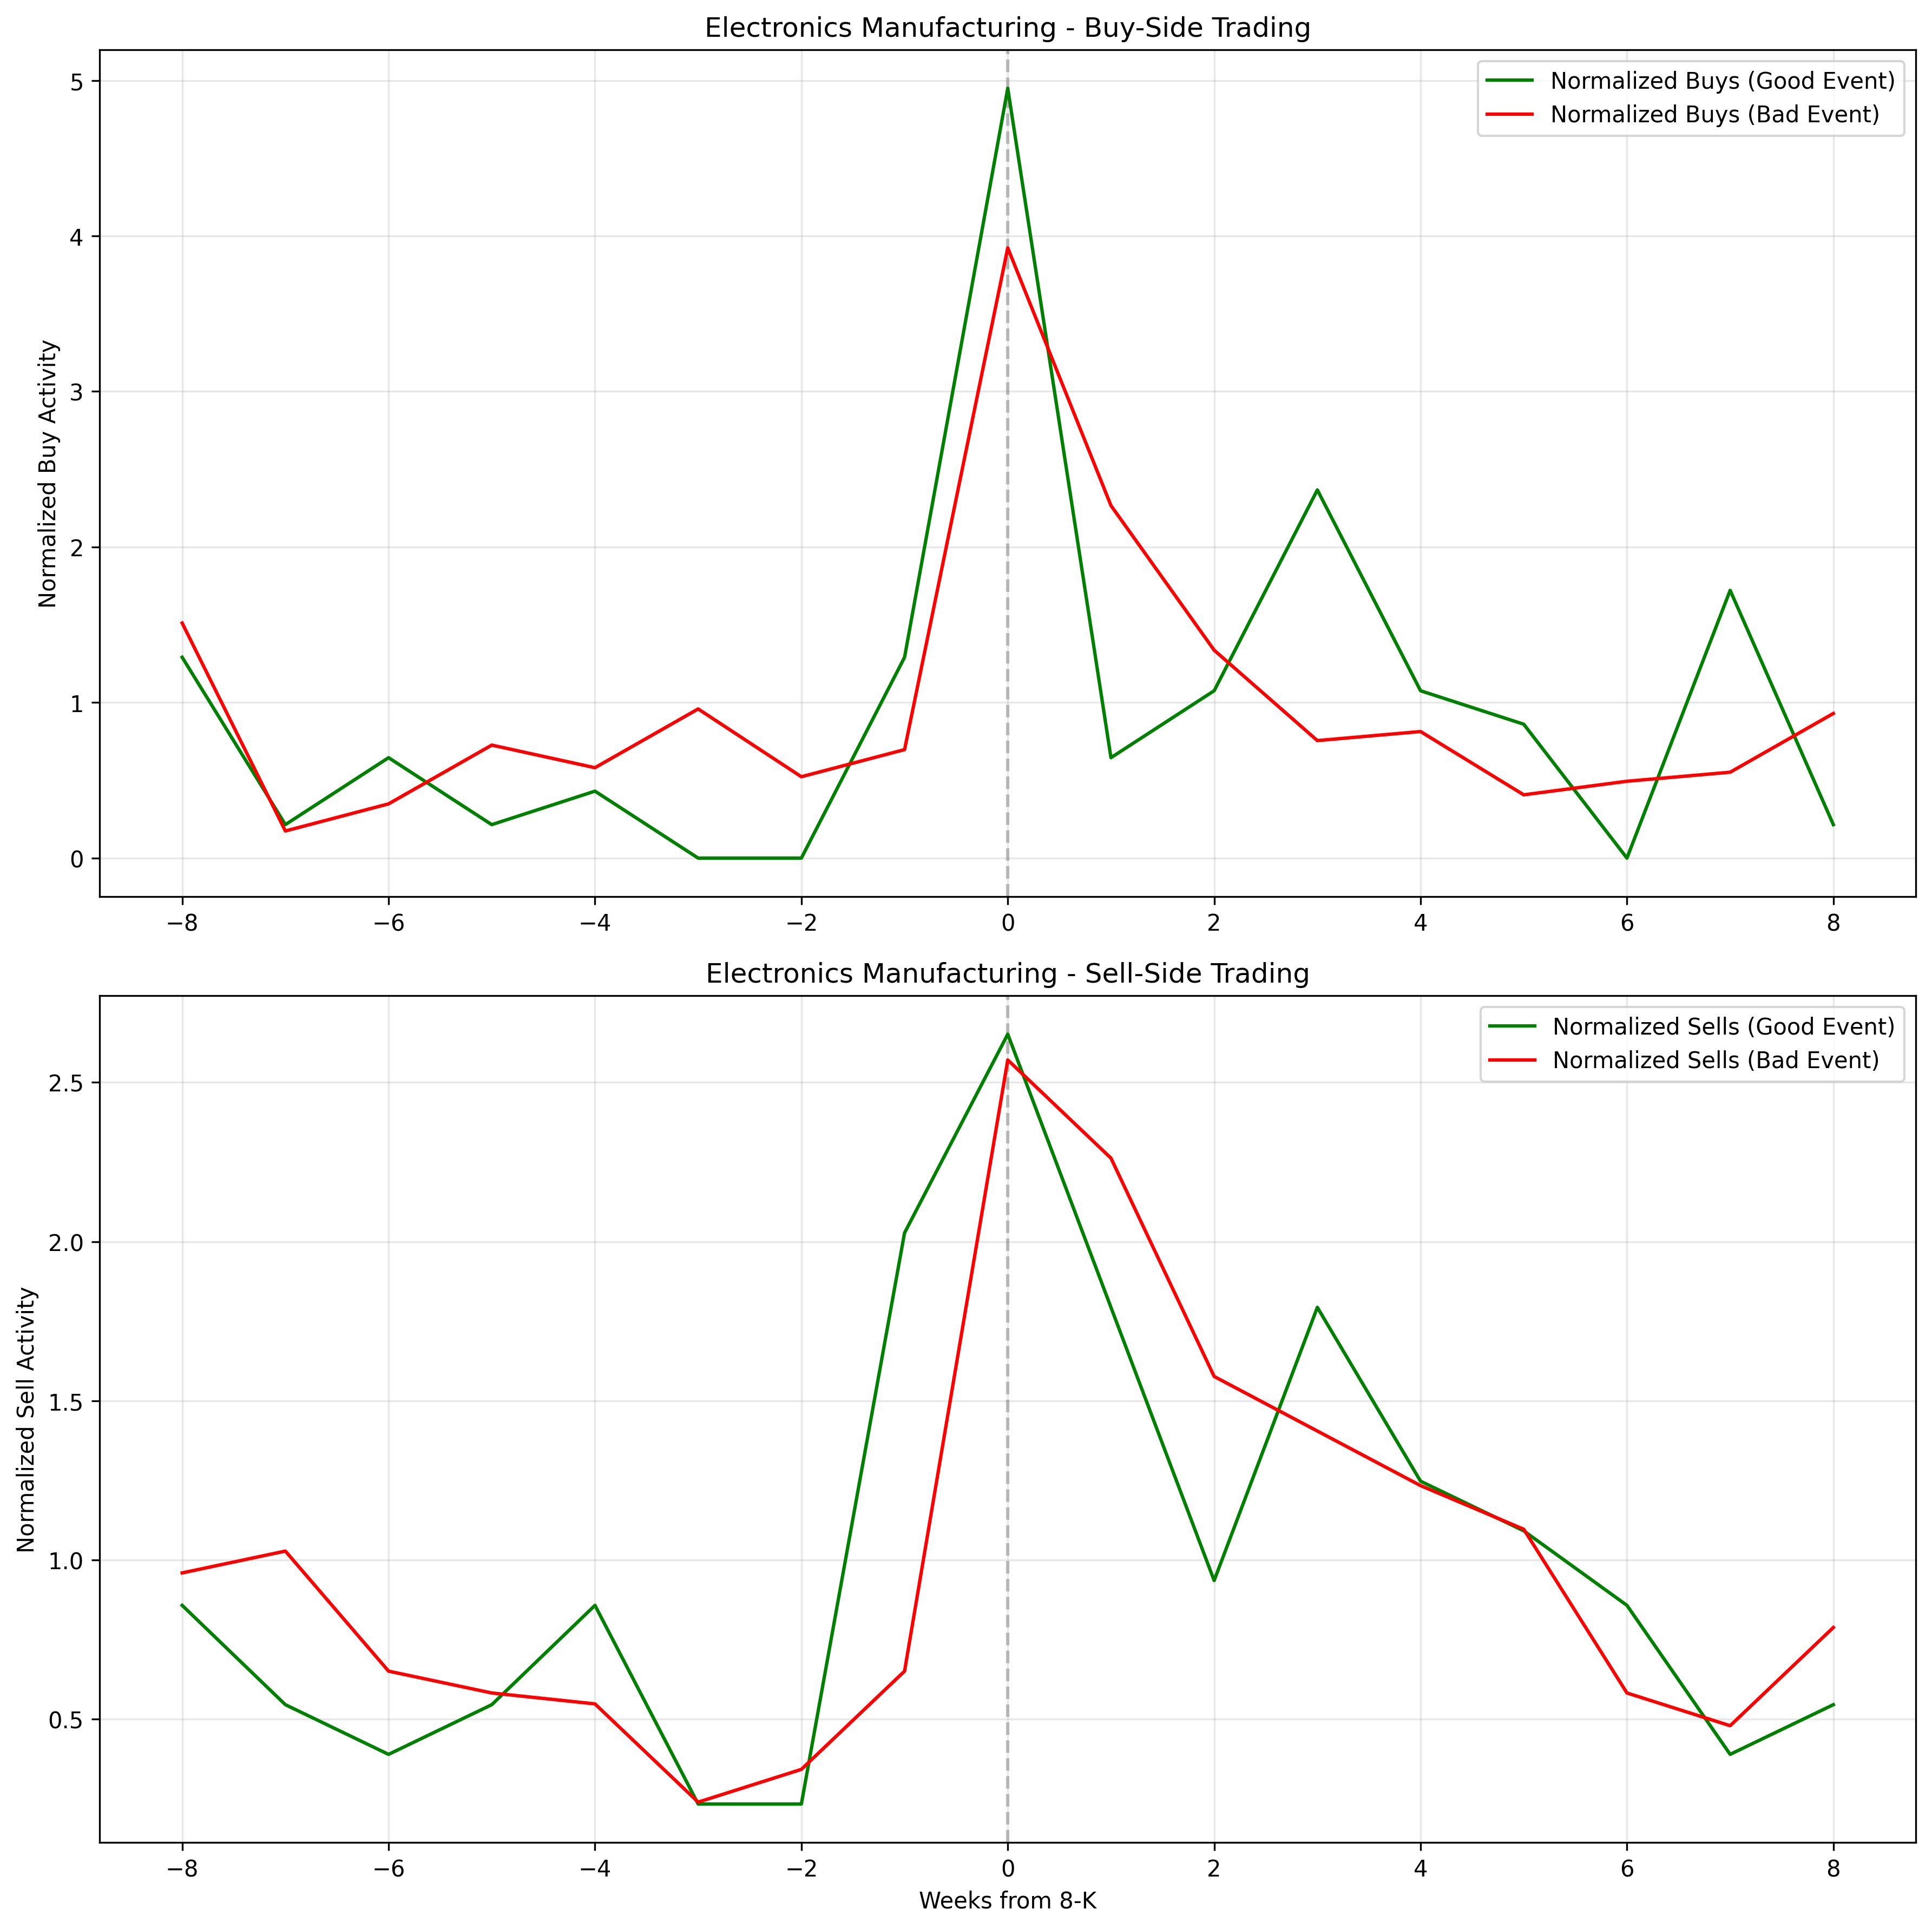 Electronics Manufacturing - Buy-Side Trading
Normalized Buys (Good Event)
Normalized Buys (Bad Event)
Normalized Buy Activity
5
4
3
2
1
0
−8 −6 −4 −2 0 2 4 6 8
Electronics Manufacturing - Sell-Side Trading
Normalized Sells (Good Event)
Normalized Sells (Bad Event)
Normalized Sell Activity
2.5
2.0
1.5
1.0
0.5
−8 −6 −4 −2 0 2 4 6 8
Weeks from 8-K